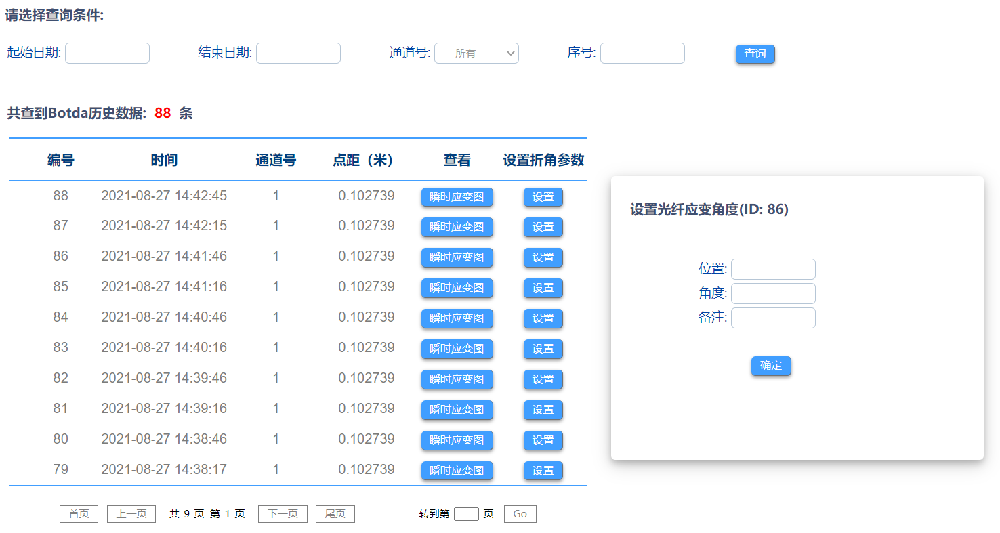 请选择查询条件:
起始日期: 结束日期: 通道号: 所有 序号: 查询
共查到Botda历史数据: 88 条
编号 时间 通道号 点距（米） 查看 设置折角参数
88 2021-08-27 14:42:45 1 0.102739 瞬时应变图 设置
87 2021-08-27 14:42:15 1 0.102739 瞬时应变图 设置
86 2021-08-27 14:41:46 1 0.102739 瞬时应变图 设置
85 2021-08-27 14:41:16 1 0.102739 瞬时应变图 设置
84 2021-08-27 14:40:46 1 0.102739 瞬时应变图 设置
83 2021-08-27 14:40:16 1 0.102739 瞬时应变图 设置
82 2021-08-27 14:39:46 1 0.102739 瞬时应变图 设置
81 2021-08-27 14:39:16 1 0.102739 瞬时应变图 设置
80 2021-08-27 14:38:46 1 0.102739 瞬时应变图 设置
79 2021-08-27 14:38:17 1 0.102739 瞬时应变图 设置
首页 上一页 共 9 页 第 1 页 下一页 尾页 转到第 页 Go
设置光纤应变角度(ID: 86)
位置:
角度:
备注:
确定